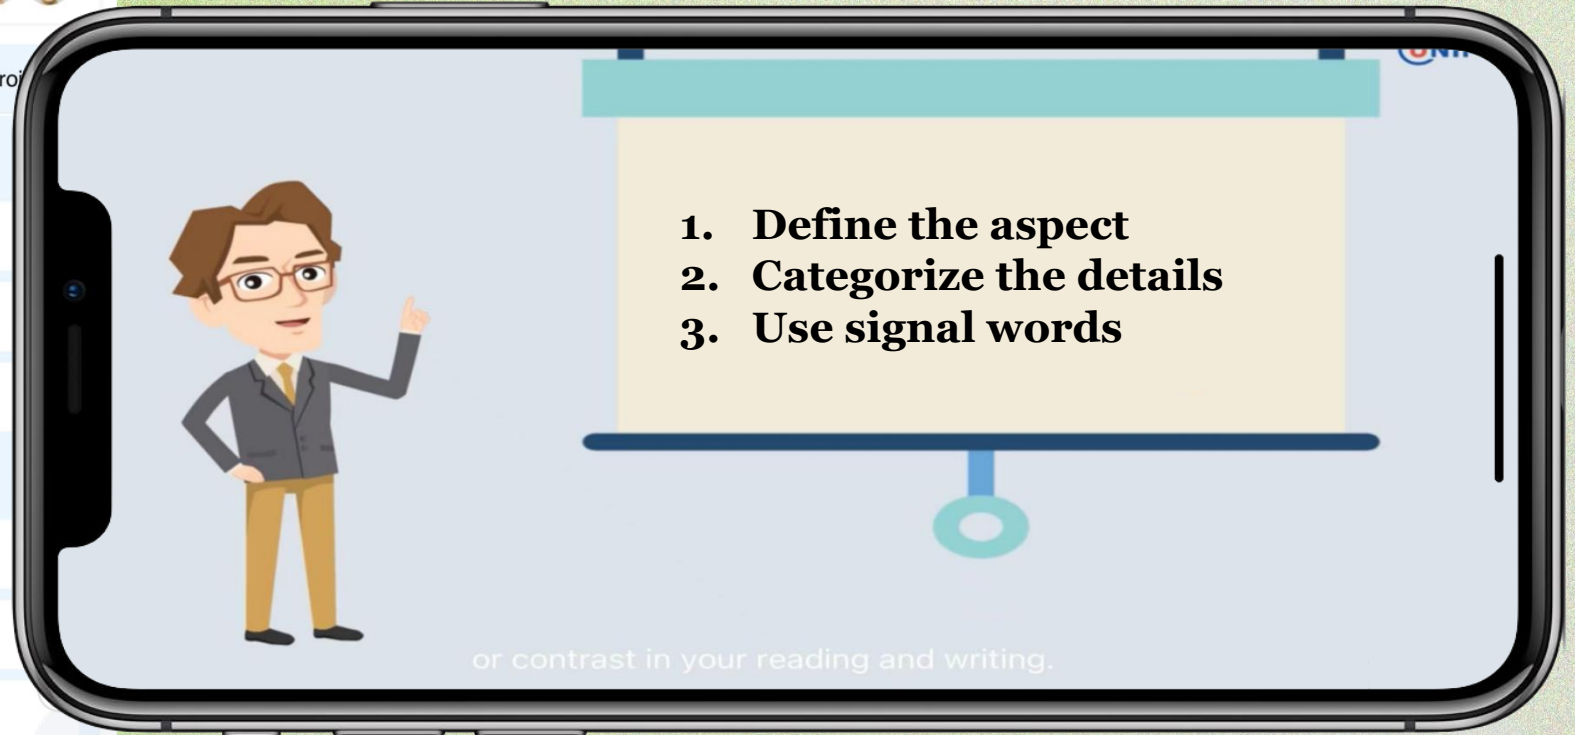 1. Define the aspect
2. Categorize the details
3. Use signal words
or contrast in your reading and writing.